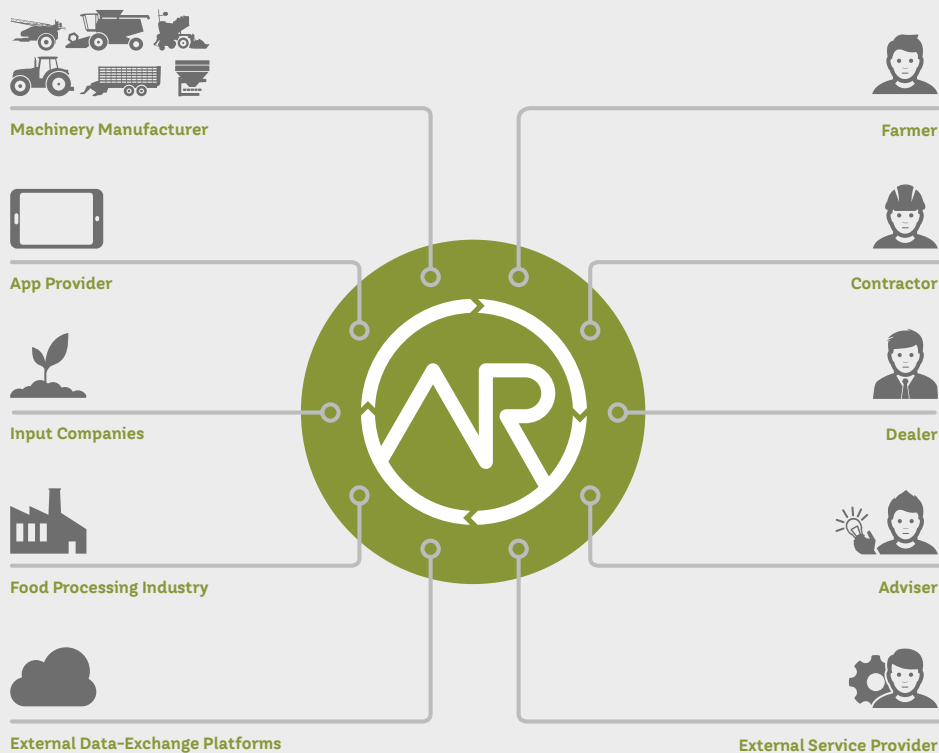 Machinery Manufacturer
Farmer
App Provider
Contractor
AR
Input Companies
Dealer
Food Processing Industry
Adviser
External Data-Exchange Platforms
External Service Provider